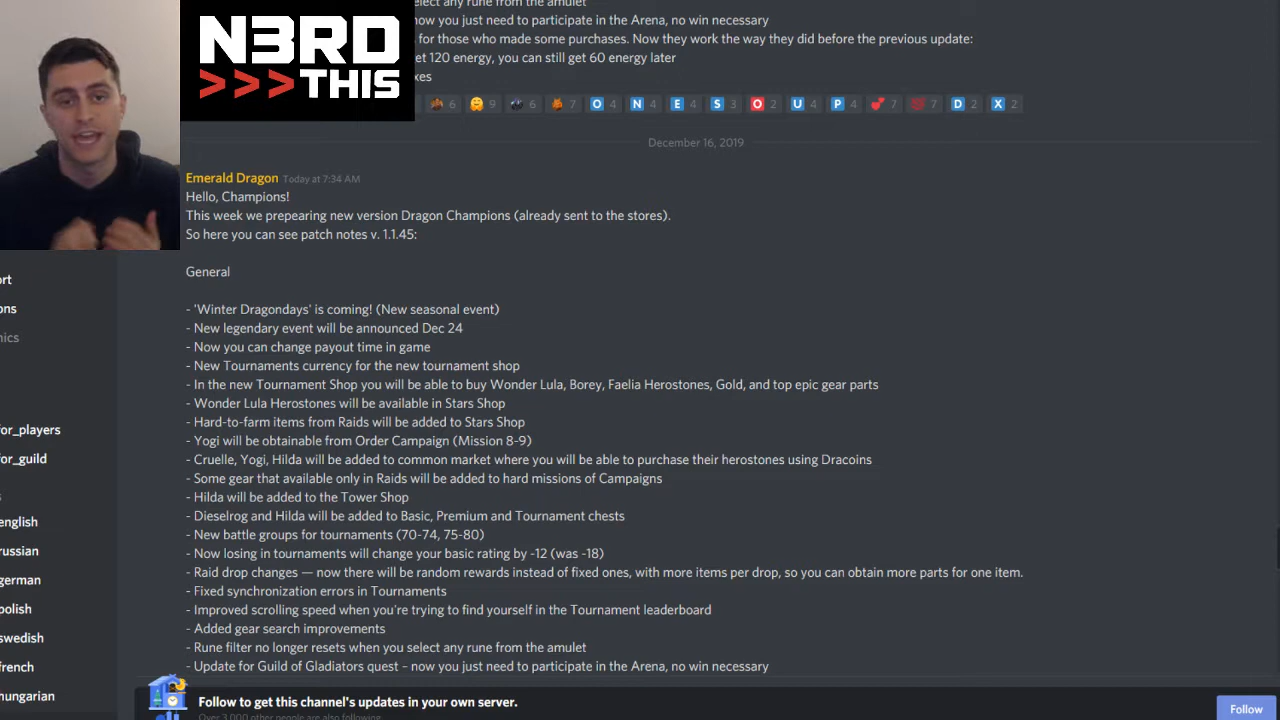 select any rune from the amulet
N3RD
>>>THIS
now you just need to participate in the Arena, no win necessary
for those who made some purchases. Now they work the way they did before the previous update:
120 energy, you can still get 60 energy later
6 9 6 7 O 4 N 4 E 4 S 3 O 2 U 4 P 4 7 7 D 2 X 2
December 16, 2019
Emerald Dragon Today at 7:34 AM
Hello, Champions!
This week we prepearing new version Dragon Champions (already sent to the stores).
So here you can see patch notes v. 1.1.45:
General
- 'Winter Dragondays' is coming! (New seasonal event)
- New legendary event will be announced Dec 24
- Now you can change payout time in game
- New Tournaments currency for the new tournament shop
- In the new Tournament Shop you will be able to buy Wonder Lula, Borey, Faelia Herostones, Gold, and top epic gear parts
- Wonder Lula Herostones will be available in Stars Shop
- Hard-to-farm items from Raids will be added to Stars Shop
- Yogi will be obtainable from Order Campaign (Mission 8-9)
- Cruelle, Yogi, Hilda will be added to common market where you will be able to purchase their herostones using Dracoins
- Some gear that available only in Raids will be added to hard missions of Campaigns
- Hilda will be added to the Tower Shop
- Dieselrog and Hilda will be added to Basic, Premium and Tournament chests
- New battle groups for tournaments (70-74, 75-80)
- Now losing in tournaments will change your basic rating by -12 (was -18)
- Raid drop changes — now there will be random rewards instead of fixed ones, with more items per drop, so you can obtain more parts for one item.
- Fixed synchronization errors in Tournaments
- Improved scrolling speed when you're trying to find yourself in the Tournament leaderboard
- Added gear search improvements
- Rune filter no longer resets when you select any rune from the amulet
- Update for Guild of Gladiators quest – now you just need to participate in the Arena, no win necessary
for_players
for_guild
english
russian
german
polish
swedish
french
hungarian
Follow to get this channel's updates in your own server.
Over 3,000 other people are also following.
Follow